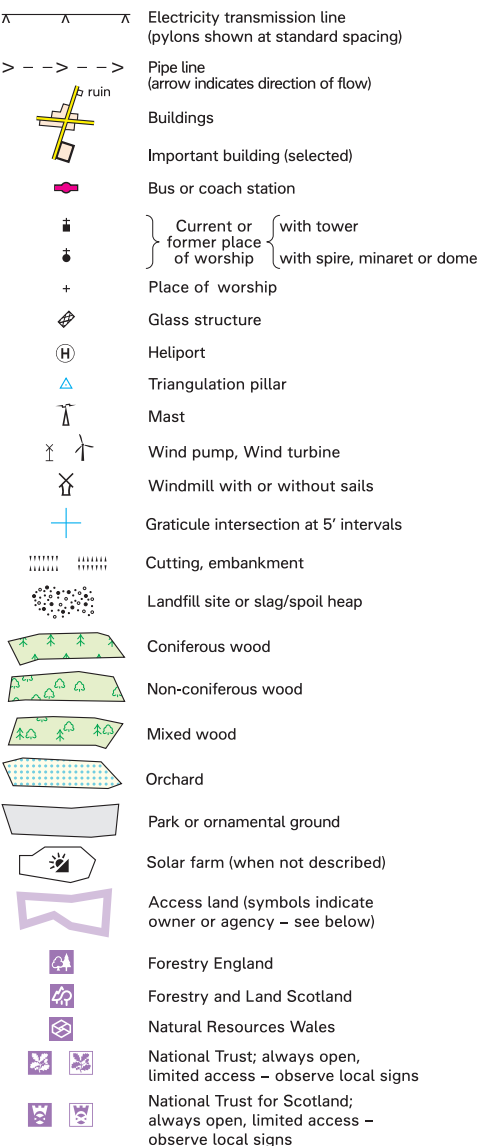 Electricity transmission line
(pylons shown at standard spacing)
Pipe line
(arrow indicates direction of flow)
ruin
Buildings
Important building (selected)
Bus or coach station
Current or
former place
of worship
with tower
with spire, minaret or dome
Place of worship
Glass structure
H
Heliport
Triangulation pillar
Mast
Wind pump, Wind turbine
Windmill with or without sails
Graticule intersection at 5’ intervals
Cutting, embankment
Landfill site or slag/spoil heap
Coniferous wood
Non-coniferous wood
Mixed wood
Orchard
Park or ornamental ground
Solar farm (when not described)
Access land (symbols indicate
owner or agency – see below)
Forestry England
Forestry and Land Scotland
Natural Resources Wales
National Trust; always open,
limited access – observe local signs
National Trust for Scotland;
always open, limited access –
observe local signs